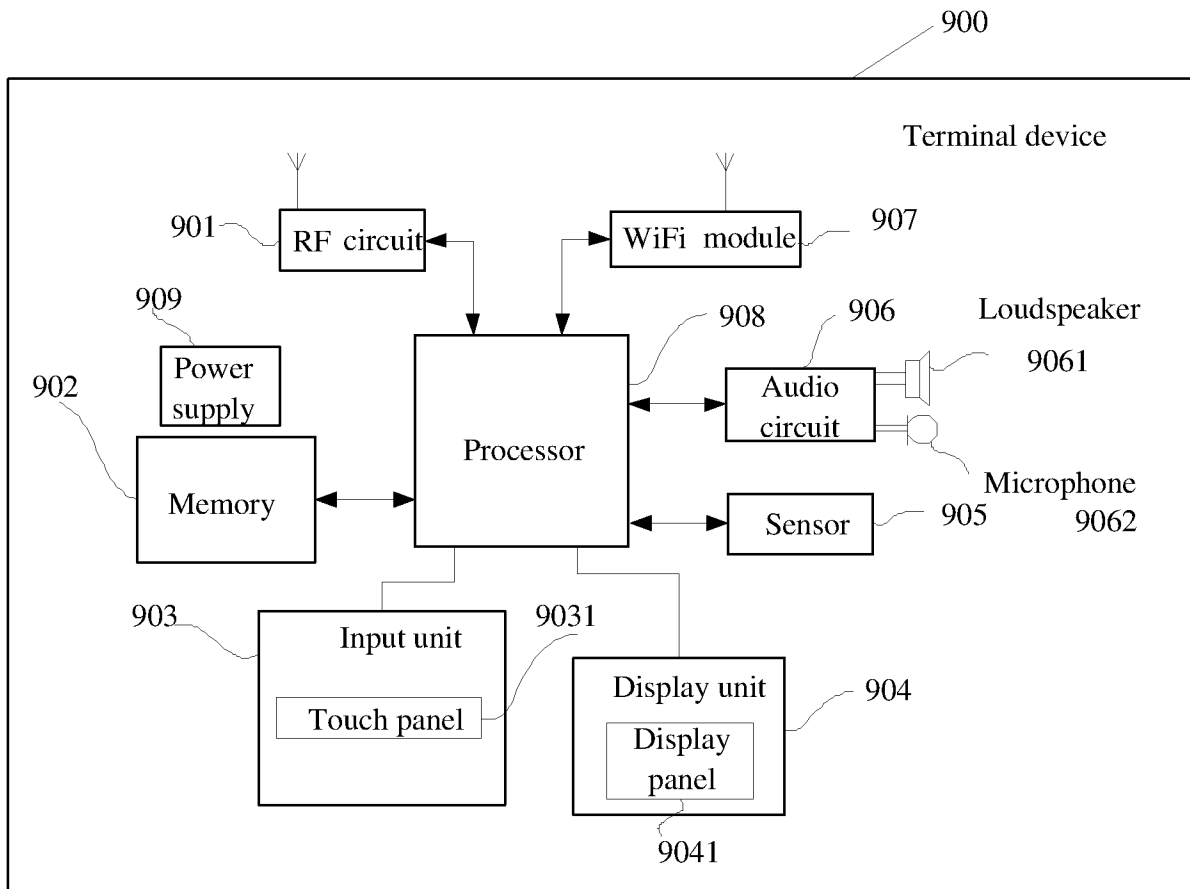 900
Terminal device
901
RF circuit
WiFi module
907
909
Power
supply
902
Memory
Processor
908
906
Audio
circuit
Loudspeaker
9061
Microphone
9062
Sensor
905
903
Input unit
9031
Touch panel
Display unit
904
Display
panel
9041